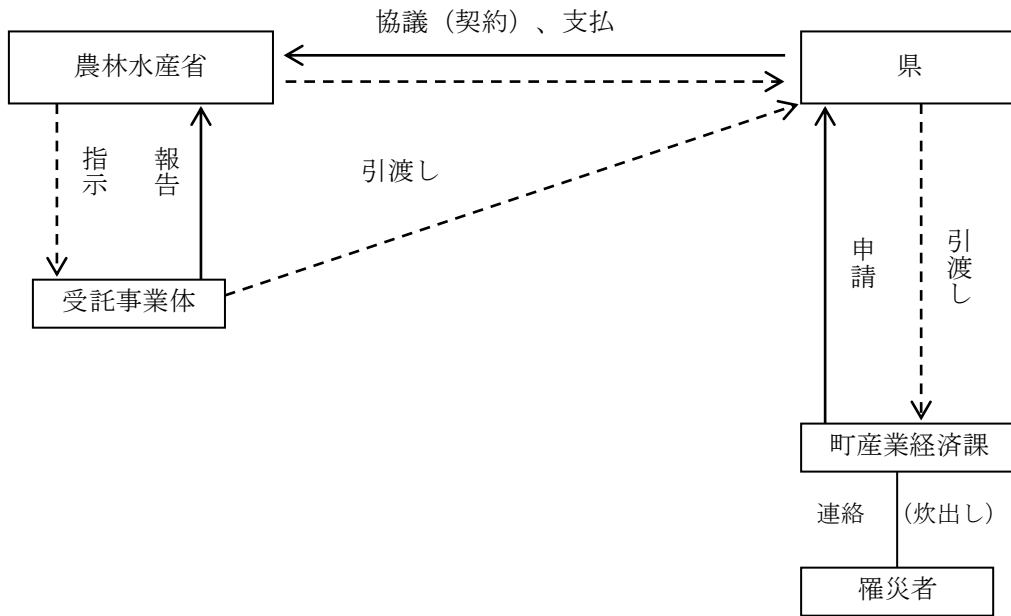 協議（契約）、支払
農林水産省
県
指示
報告
引渡し
申請
引渡し
受託事業体
町産業経済課
連絡
（炊出し）
罹災者